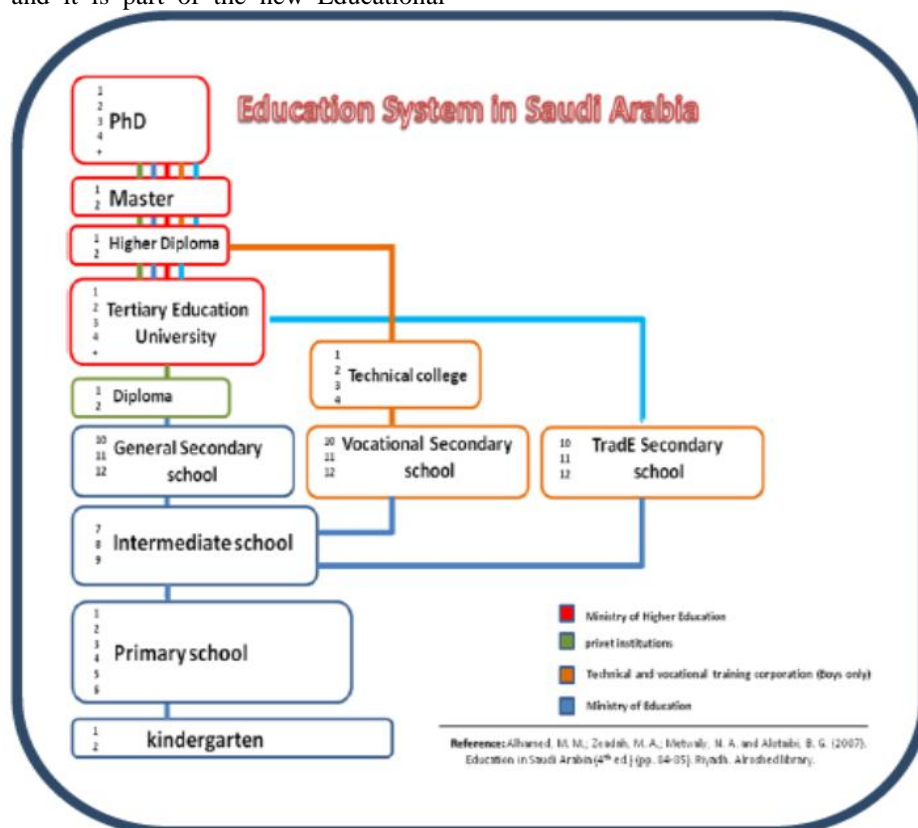 and it is part of the new Educational
Education System in Saudi Arabia
1
2
3
4
+
PhD
1
2
Master
1
2
Higher Diploma
1
2
3
4
+
Tertiary Education
University
1
2
3
4
Technical college
1
2
Diploma
10
11
12
General Secondary
school
10
11
12
Vocational Secondary
school
10
11
12
TradE Secondary
school
7
8
9
Intermediate school
1
2
3
4
5
6
Primary school
1
2
kindergarten
Ministry of Higher Education
privet institutions
Technical and vocational training corporation (Boys only)
Ministry of Education
Reference: Alhamed, M. M.; Zeadah, M. A.; Metwaly, N. A. and Alotaibi, B. G. (2007).
Education in Saudi Arabia (4th ed.) (pp. 84-85). Riyadh. Alroshed library.